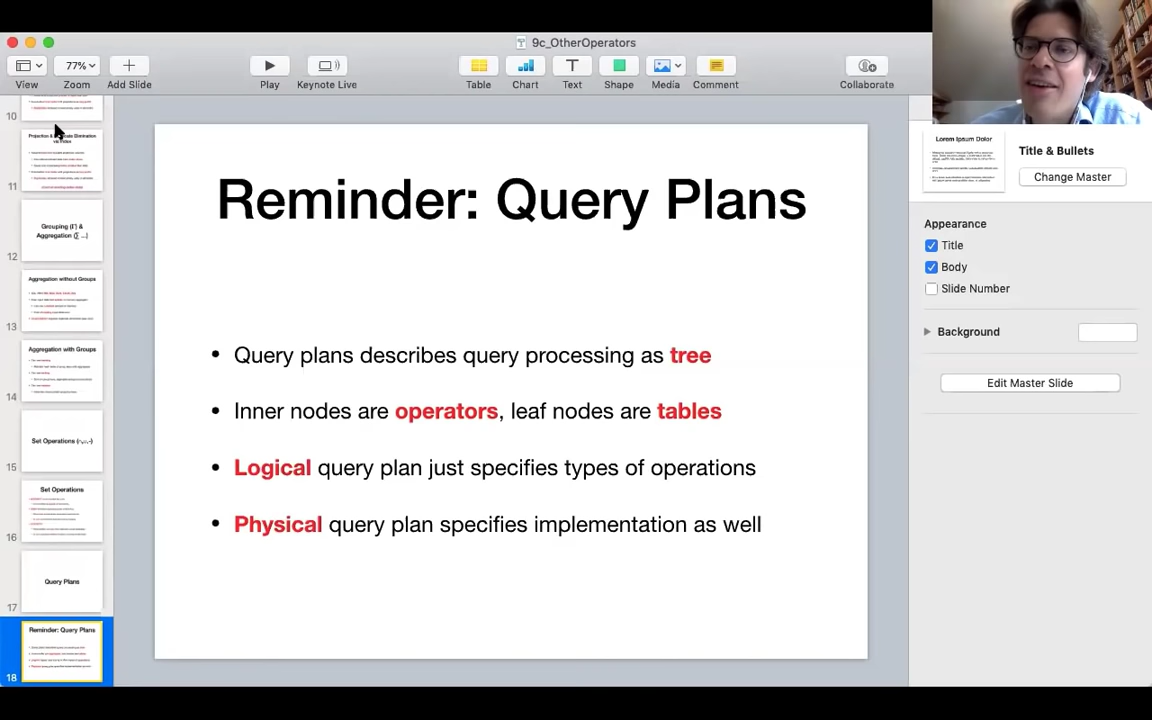 9c_OtherOperators
77%
View
Zoom
Add Slide
Play
Keynote Live
Table
Chart
Text
Shape
Media
Comment
Collaborate
10
11
Grouping (Γ) &
12
Aggregation without Groups
13
Aggregation with Groups
14
Set Operations
15
Set Operations
16
Query Plans
17
Reminder: Query Plans
18
Reminder: Query Plans
• Query plans describes query processing as tree
• Inner nodes are operators, leaf nodes are tables
• Logical query plan just specifies types of operations
• Physical query plan specifies implementation as well
Lorem Ipsum Dolor
Title & Bullets
Change Master
Appearance
Title
Body
Slide Number
Background
Edit Master Slide